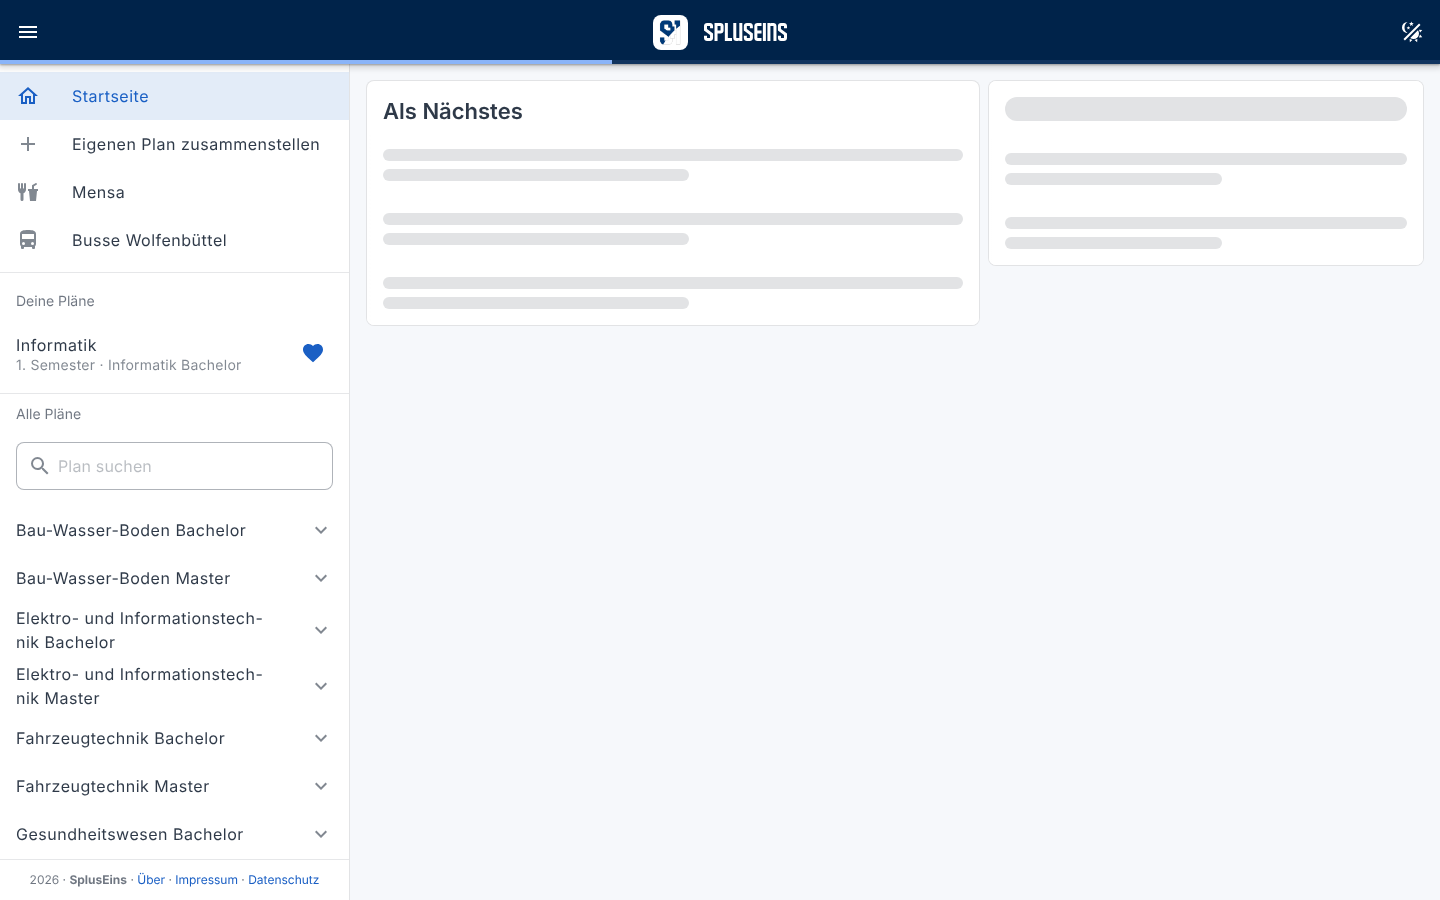 SPLUSEINS
Startseite
Eigenen Plan zusammenstellen
Mensa
Busse Wolfenbüttel
Deine Pläne
Informatik
1. Semester · Informatik Bachelor
Alle Pläne
Plan suchen
Bau-Wasser-Boden Bachelor
Bau-Wasser-Boden Master
Elektro- und Informationstech-
nik Bachelor
Elektro- und Informationstech-
nik Master
Fahrzeugtechnik Bachelor
Fahrzeugtechnik Master
Gesundheitswesen Bachelor
2026 · SplusEins · Über · Impressum · Datenschutz
Als Nächstes